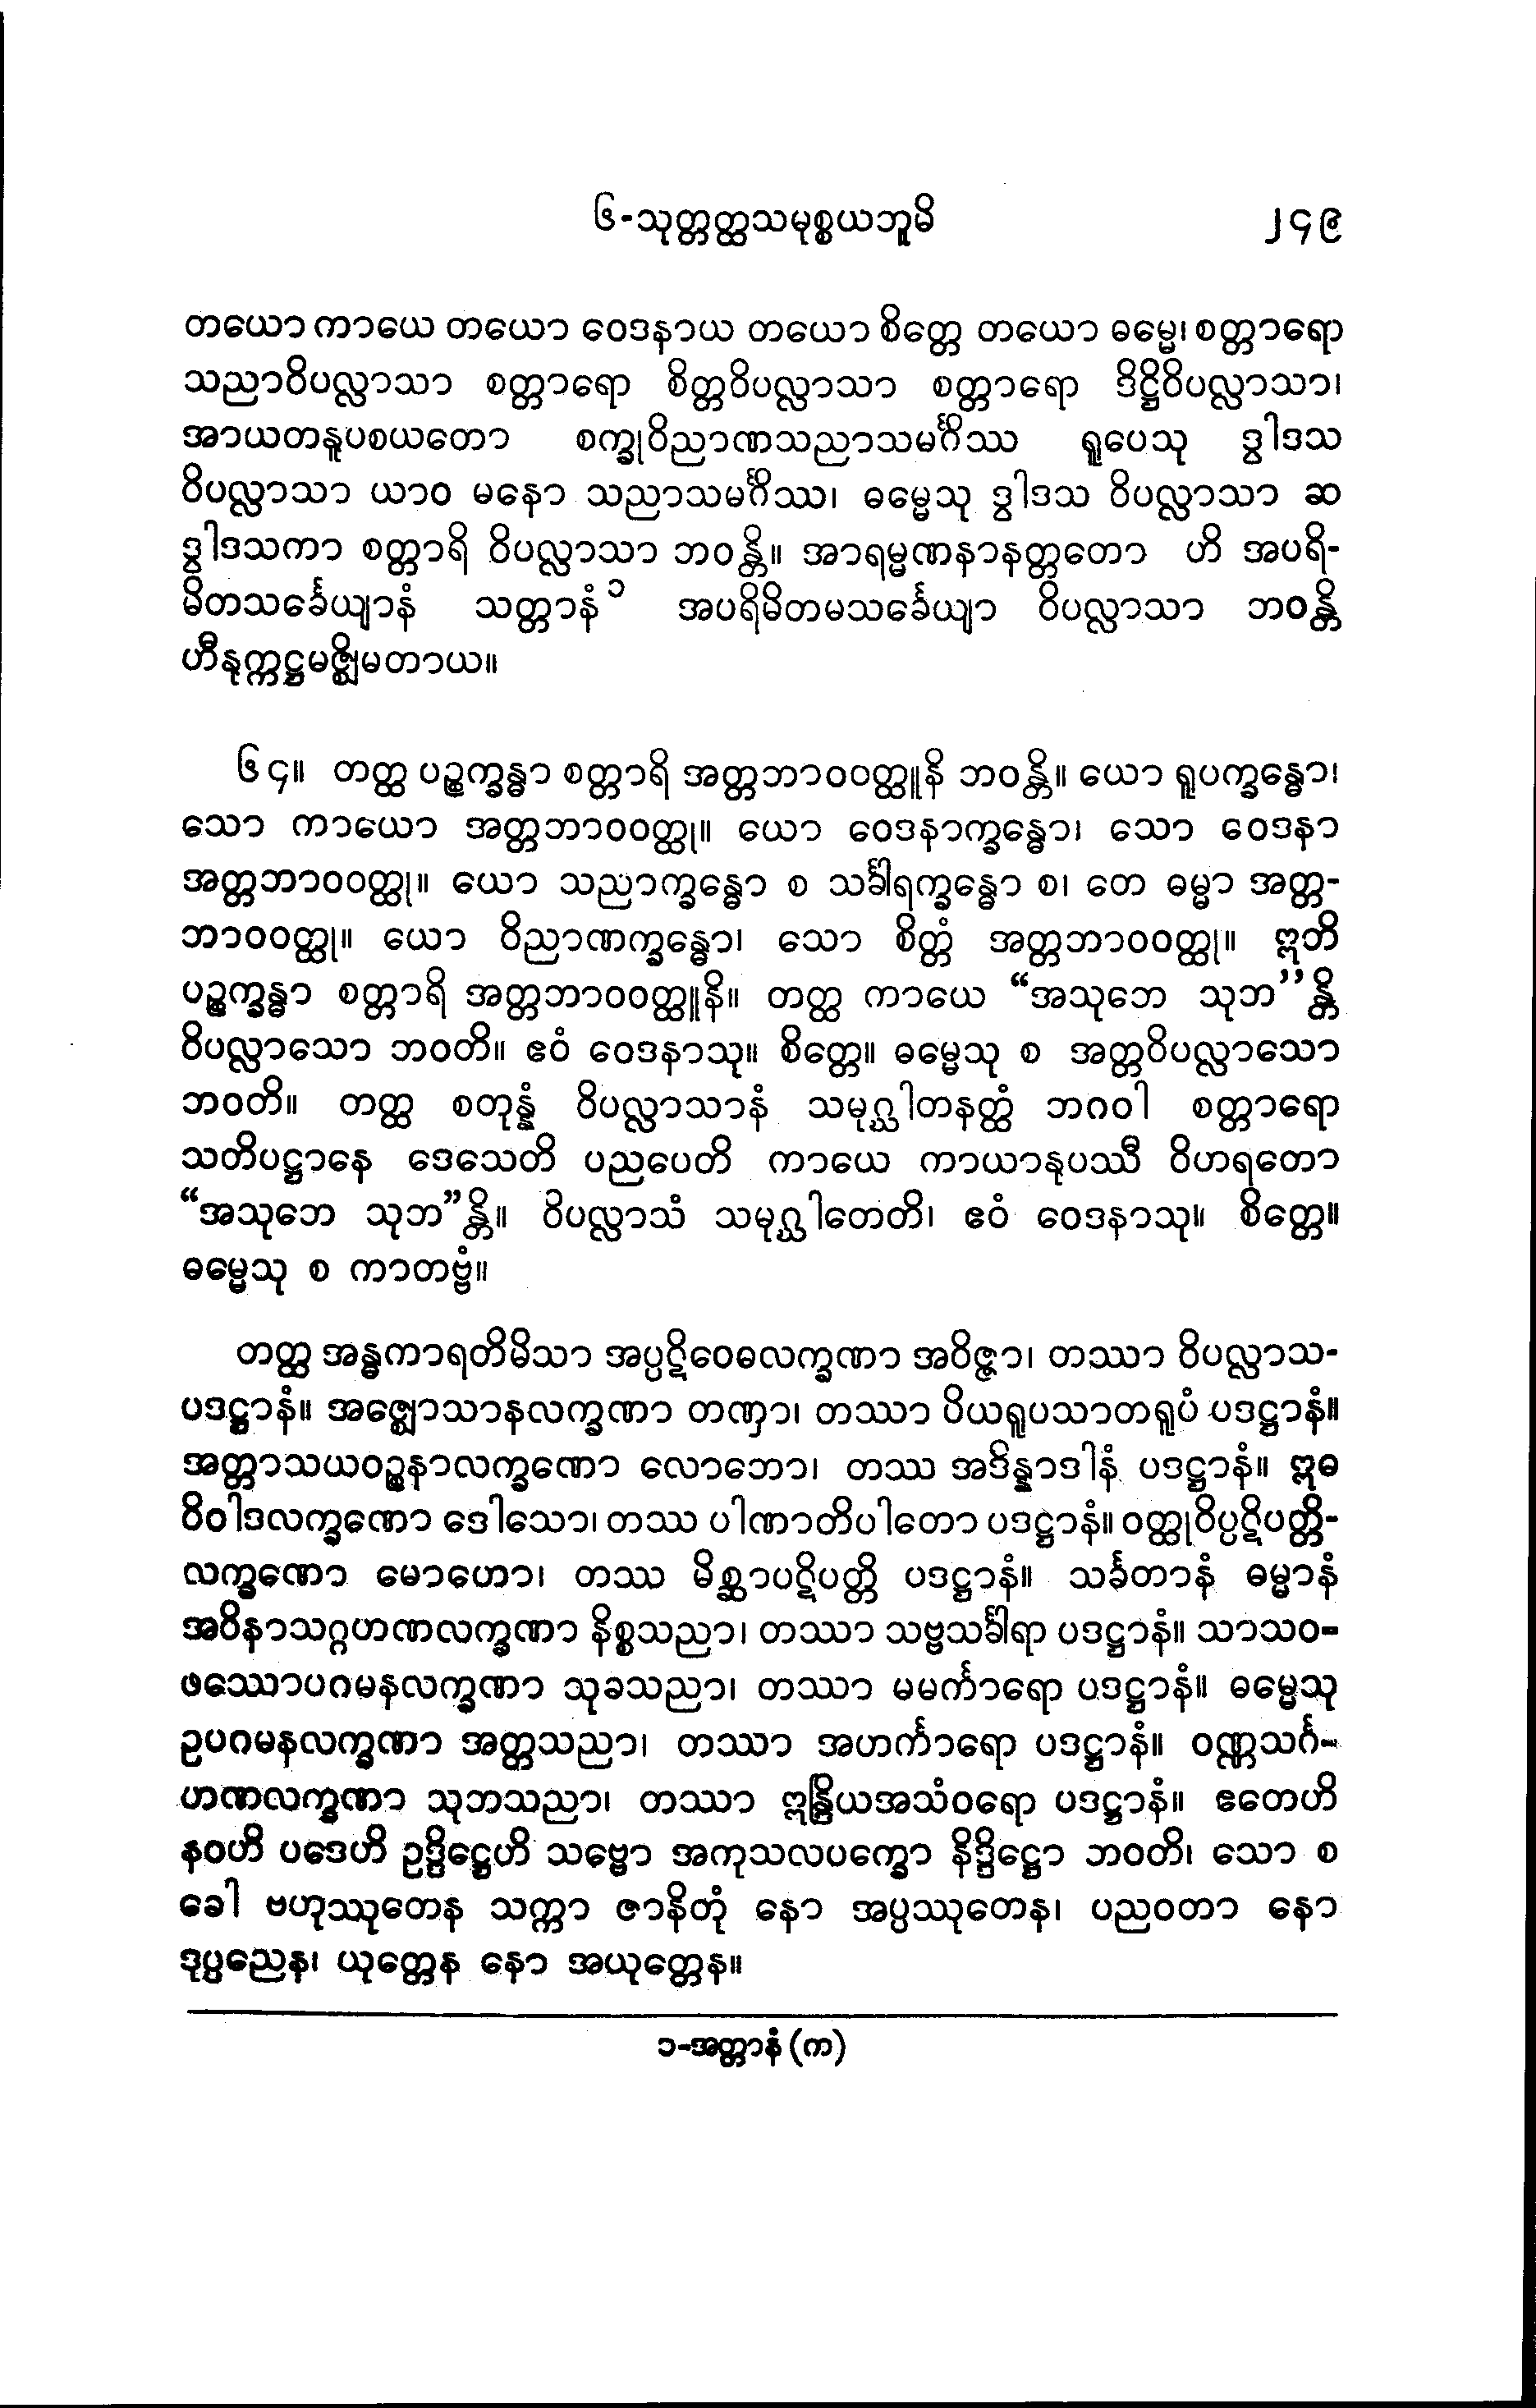 ၆-သုတ္တတ္ထသမုစ္စယဘူမိ ၂၄၉
တယော ကာယေ တယော ဝေဒနာယ တယော စိတ္တေ တယော ဓမ္မေ၊ စတ္တာရော
သညာဝိပလ္လာသာ စတ္တာရော စိတ္တဝိပလ္လာသာ စတ္တာရော ဒိဋ္ဌိဝိပလ္လာသာ၊
အာယတနူပစယတော စက္ခုဝိညာဏသညာသမင်္ဂိဿ ရူပေသု ဒွါဒသ
ဝိပလ္လာသာ ယာဝ မနော သညာသမင်္ဂိဿ၊ ဓမ္မေသု ဒွါဒသ ဝိပလ္လာသာ ဆ
ဒွါဒသကာ စတ္တာရိ ဝိပလ္လာသာ ဘဝန္တိ။ အာရမ္မဏနာနတ္တတော ဟိ အပရိ-
မိတသင်္ခေယျာနံ သတ္တာနံ ၁ အပရိမိတမသင်္ခေယျာ ဝိပလ္လာသာ ဘဝန္တိ
ဟီနုက္ကဋ္ဌမဇ္ဈိမတာယ။
၆၄။ တတ္ထ ပဉ္စက္ခန္ဓာ စတ္တာရိ အတ္တဘာဝဝတ္ထူနိ ဘဝန္တိ။ ယော ရူပက္ခန္ဓော၊
သော ကာယော အတ္တဘာဝဝတ္ထု။ ယော ဝေဒနာက္ခန္ဓော၊ သော ဝေဒနာ
အတ္တဘာဝဝတ္ထု။ ယော သညာက္ခန္ဓော စ သင်္ခါရက္ခန္ဓော စ၊ တေ ဓမ္မာ အတ္တ-
ဘာဝဝတ္ထု။ ယော ဝိညာဏက္ခန္ဓော၊ သော စိတ္တံ အတ္တဘာဝဝတ္ထု။ ဣတိ
ပဉ္စက္ခန္ဓာ စတ္တာရိ အတ္တဘာဝဝတ္ထူနိ။ တတ္ထ ကာယေ “အသုဘေ သုဘ”န္တိ
ဝိပလ္လာသော ဘဝတိ။ ဧဝံ ဝေဒနာသု။ စိတ္တေ။ ဓမ္မေသု စ အတ္တဝိပလ္လာသော
ဘဝတိ။ တတ္ထ စတုန္နံ ဝိပလ္လာသာနံ သမုဂ္ဃါတနတ္ထံ ဘဂဝါ စတ္တာရော
သတိပဋ္ဌာနေ ဒေသေတိ ပညပေတိ ကာယေ ကာယာနုပဿီ ဝိဟရတော
“အသုဘေ သုဘ”န္တိ။ ဝိပလ္လာသံ သမုဂ္ဃါတေတိ၊ ဧဝံ ဝေဒနာသု။ စိတ္တေ။
ဓမ္မေသု စ ကာတဗ္ဗံ။
တတ္ထ အန္ဓကာရတိမိသာ အပ္ပဋိဝေဓလက္ခဏာ အဝိဇ္ဇာ၊ တဿာ ဝိပလ္လာသ-
ပဒဋ္ဌာနံ။ အဇ္ဈောသာနလက္ခဏာ တဏှာ၊ တဿာ ပိယရူပသာတရူပံ ပဒဋ္ဌာနံ။
အတ္တာသယဝဉ္စနာလက္ခဏော လောဘော၊ တဿ အဒိန္နာဒါနံ ပဒဋ္ဌာနံ။ ဣဓ
ဝိဝါဒလက္ခဏော ဒေါသော၊ တဿ ပါဏာတိပါတော ပဒဋ္ဌာနံ။ ဝတ္ထုဝိပ္ပဋိပတ္တိ-
လက္ခဏော မောဟော၊ တဿ မိစ္ဆာပဋိပတ္တိ ပဒဋ္ဌာနံ။ သင်္ခတာနံ ဓမ္မာနံ
အဝိနာသဂ္ဂဟဏလက္ခဏာ နိစ္စသညာ၊ တဿာ သဗ္ဗသင်္ခါရာ ပဒဋ္ဌာနံ။ သာသဝ-
ဖဿောပဂမနလက္ခဏာ သုခသညာ၊ တဿာ မမင်္ကာရော ပဒဋ္ဌာနံ။ ဓမ္မေသု
ဥပဂမနလက္ခဏာ အတ္တသညာ၊ တဿာ အဟင်္ကာရော ပဒဋ္ဌာနံ။ ဝဏ္ဏသင်္ဂ-
ဟဏလက္ခဏာ သုဘသညာ၊ တဿာ ဣန္ဒြိယအသံဝရော ပဒဋ္ဌာနံ။ ဧတေဟိ
နဝဟိ ပဒေဟိ ဥဒ္ဒိဋ္ဌေဟိ သဗ္ဗော အကုသလပက္ခော နိဒ္ဒိဋ္ဌော ဘဝတိ၊ သော စ
ခေါ ဗဟုဿုတေန သက္ကာ ဇာနိတုံ နော အပ္ပဿုတေန၊ ပညဝတာ နော
ဒုပ္ပညေန၊ ယုတ္တေန နော အယုတ္တေန။
၁-အတ္တာနံ (က)